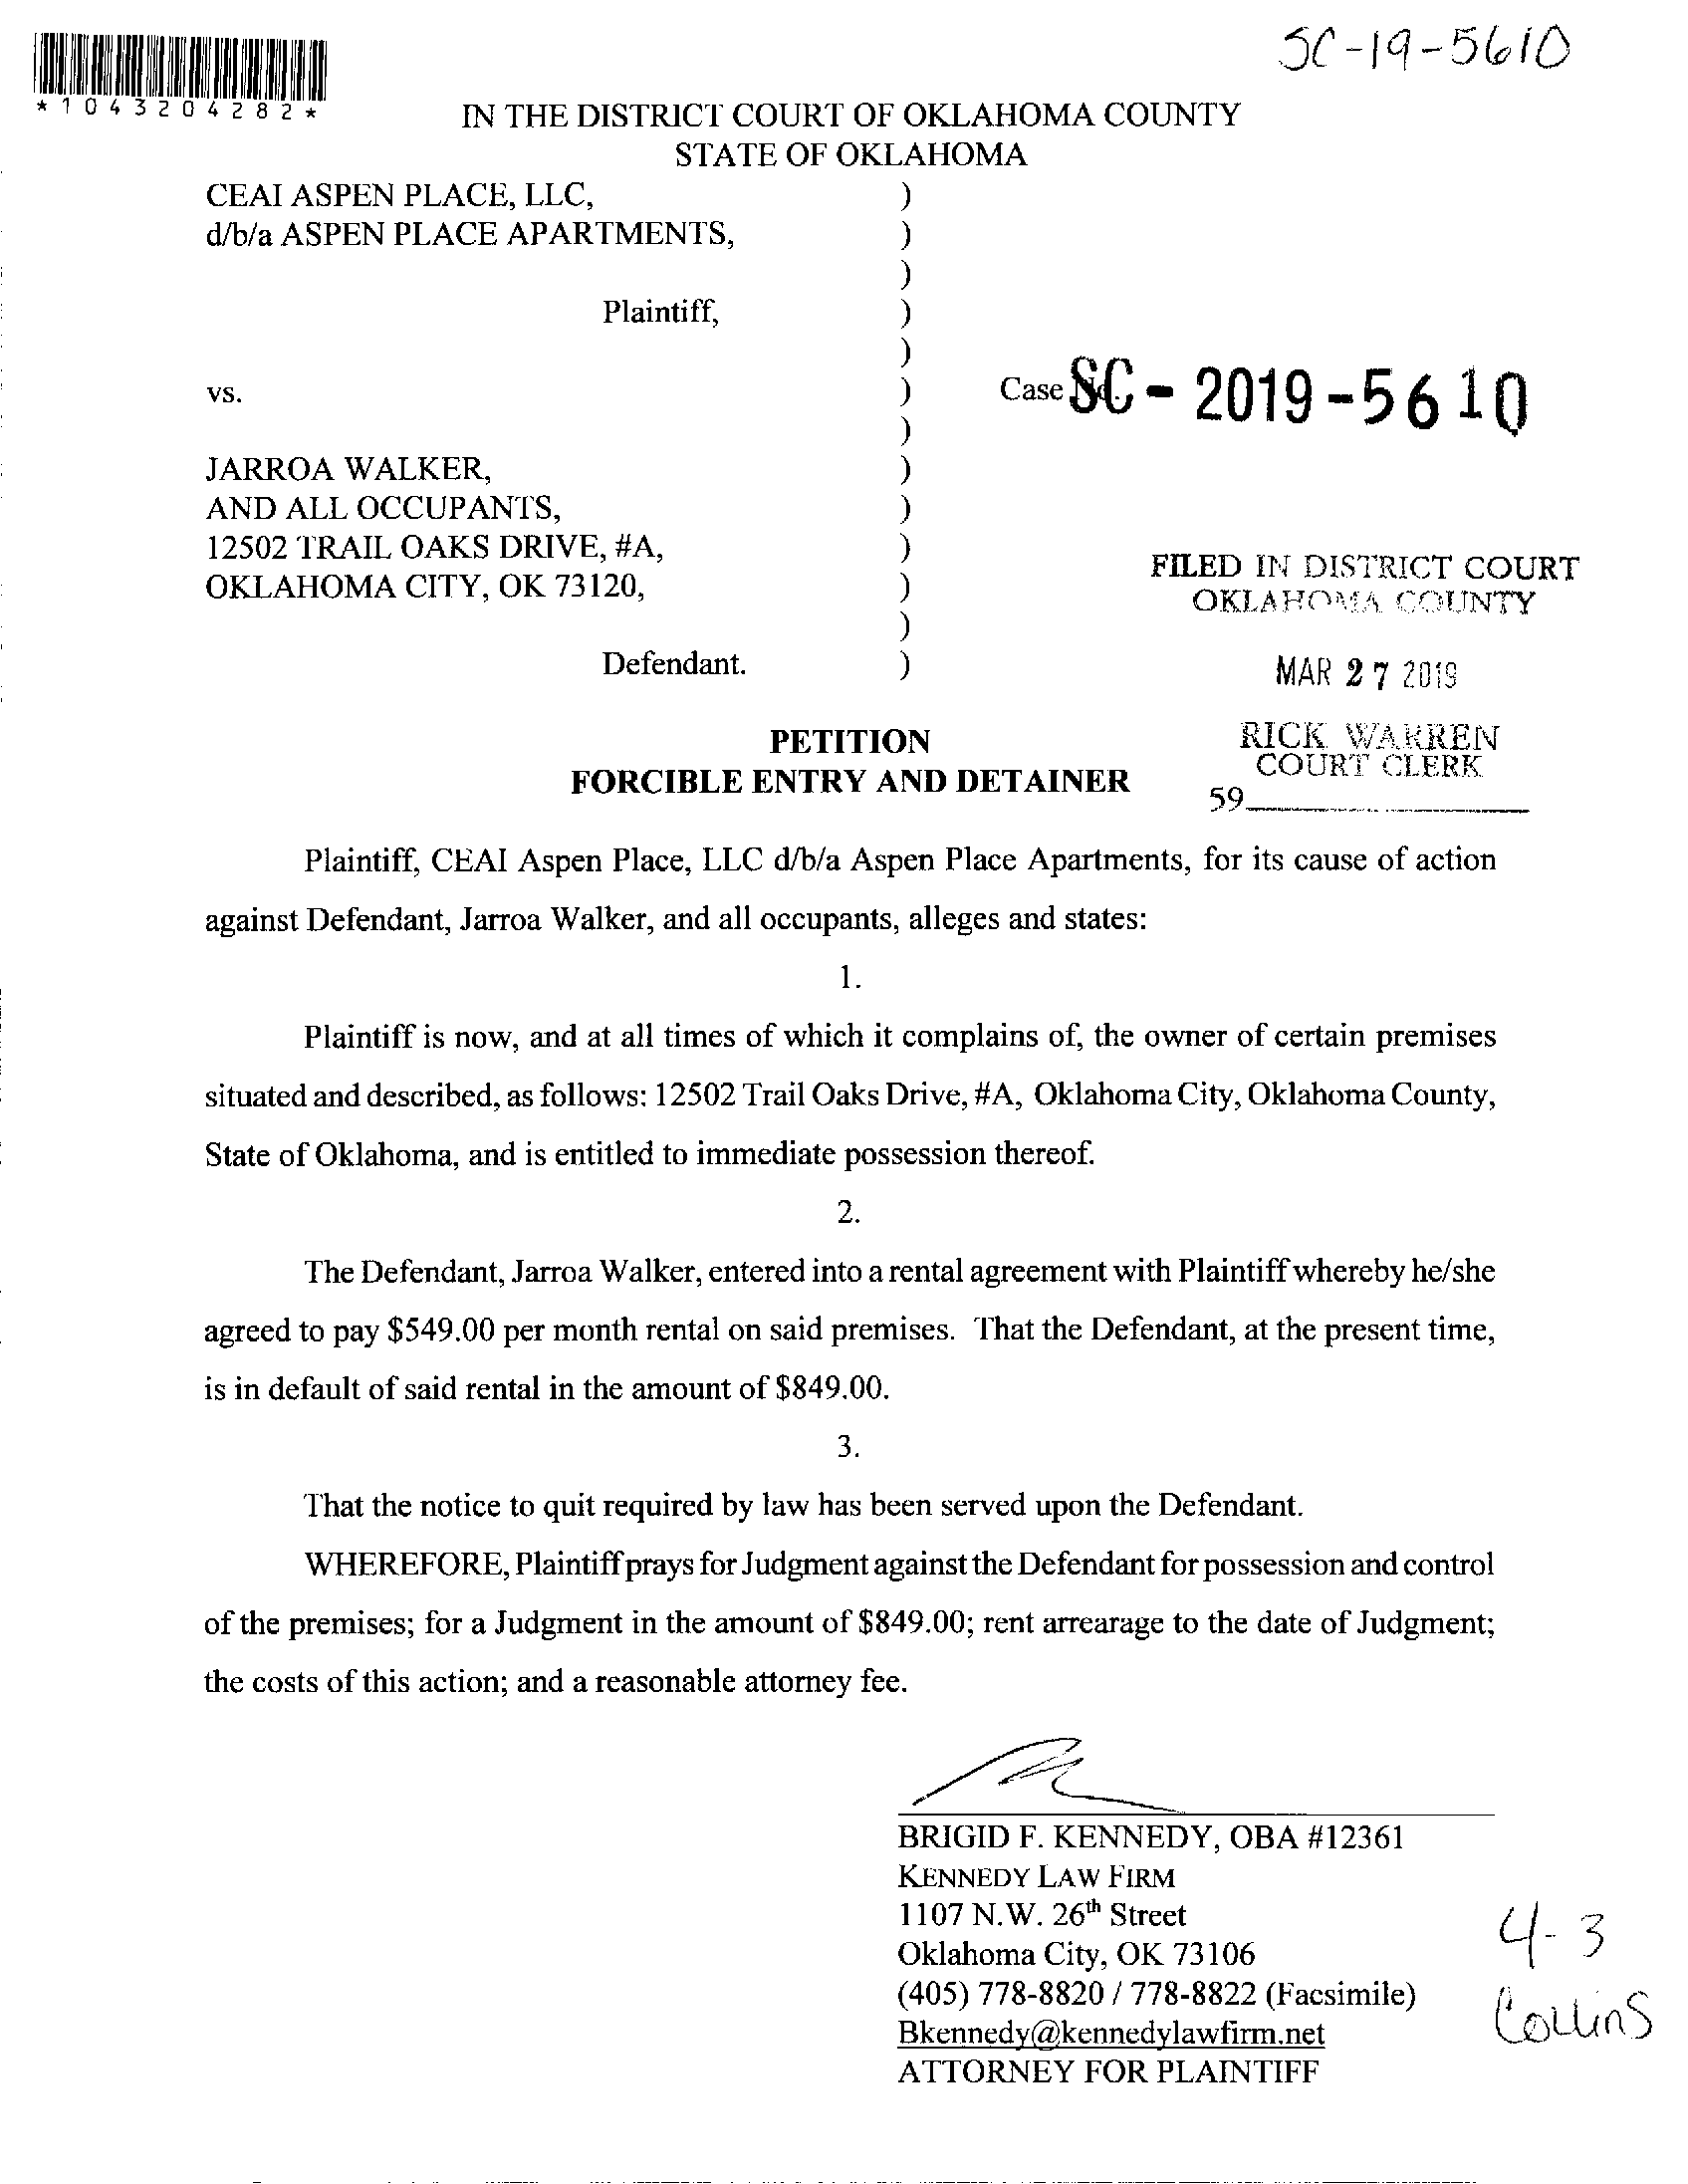 SC-19-5610
*1043204282*
IN THE DISTRICT COURT OF OKLAHOMA COUNTY
STATE OF OKLAHOMA
CEAI ASPEN PLACE, LLC, )
d/b/a ASPEN PLACE APARTMENTS, )
)
Plaintiff, )
)
vs. ) Case No. SC-2019-5610
)
JARROA WALKER, )
AND ALL OCCUPANTS, )
12502 TRAIL OAKS DRIVE, #A, )
OKLAHOMA CITY, OK 73120, )
)
Defendant. )
FILED IN DISTRICT COURT
OKLAHOMA COUNTY
MAR 27 2019
RICK WARREN
COURT CLERK
59
PETITION
FORCIBLE ENTRY AND DETAINER
Plaintiff, CEAI Aspen Place, LLC d/b/a Aspen Place Apartments, for its cause of action
against Defendant, Jarroa Walker, and all occupants, alleges and states:
1.
Plaintiff is now, and at all times of which it complains of, the owner of certain premises
situated and described, as follows: 12502 Trail Oaks Drive, #A, Oklahoma City, Oklahoma County,
State of Oklahoma, and is entitled to immediate possession thereof.
2.
The Defendant, Jarroa Walker, entered into a rental agreement with Plaintiff whereby he/she
agreed to pay $549.00 per month rental on said premises. That the Defendant, at the present time,
is in default of said rental in the amount of $849.00.
3.
That the notice to quit required by law has been served upon the Defendant.
WHEREFORE, Plaintiff prays for Judgment against the Defendant for possession and control
of the premises; for a Judgment in the amount of $849.00; rent arrearage to the date of Judgment;
the costs of this action; and a reasonable attorney fee.
BRIGID F. KENNEDY, OBA #12361
KENNEDY LAW FIRM
1107 N.W. 26th Street
Oklahoma City, OK 73106
(405) 778-8820 / 778-8822 (Facsimile)
Bkennedy@kennedylawfirm.net
ATTORNEY FOR PLAINTIFF
4-3
Collins